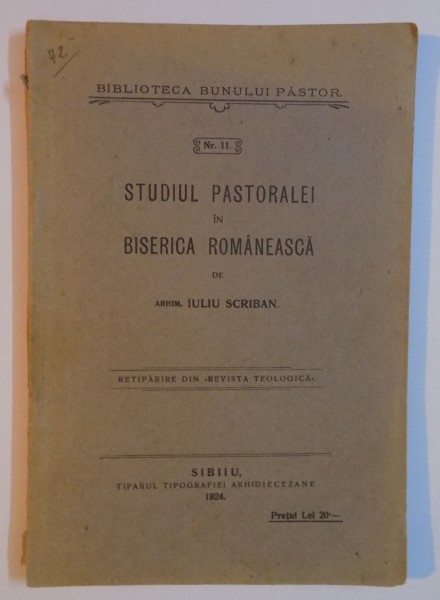 72-
BIBLIOTECA BUNULUI PĂSTOR.
Nr. 11.
STUDIUL PASTORALEI
ÎN
BISERICA ROMÂNEASCĂ
DE
ARHIM. IULIU SCRIBAN.
RETIPĂRIRE DIN «REVISTA TEOLOGICĂ».
SIBIIU,
TIPARUL TIPOGRAFIEI ARHIDIECEZANE
1924.
Prețul Lei 20·—